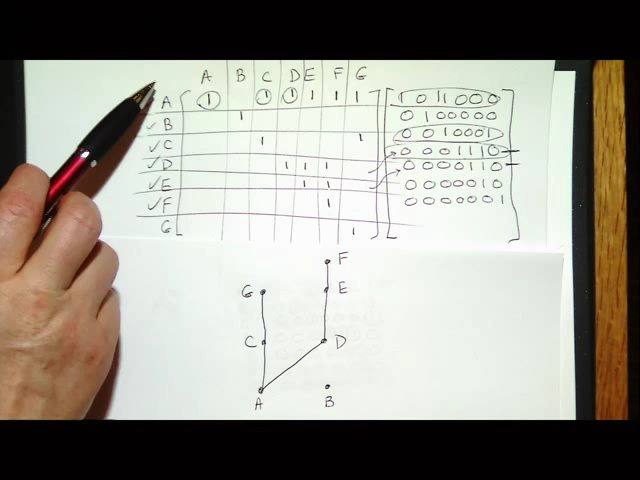 A B C D E F G
✓ A 1 1 1 1 1 1 1 0 1 1 0 0 0
✓ B 1 0 1 0 0 0 0 0
✓ C 1 1 0 0 1 0 0 0 1
✓ D 1 1 1 0 0 0 1 1 1 0
✓ E 1 1 0 0 0 0 1 1 0
✓ F 1 0 0 0 0 0 1 0
G 1 0 0 0 0 0 0 1
F
G E
C D
A B